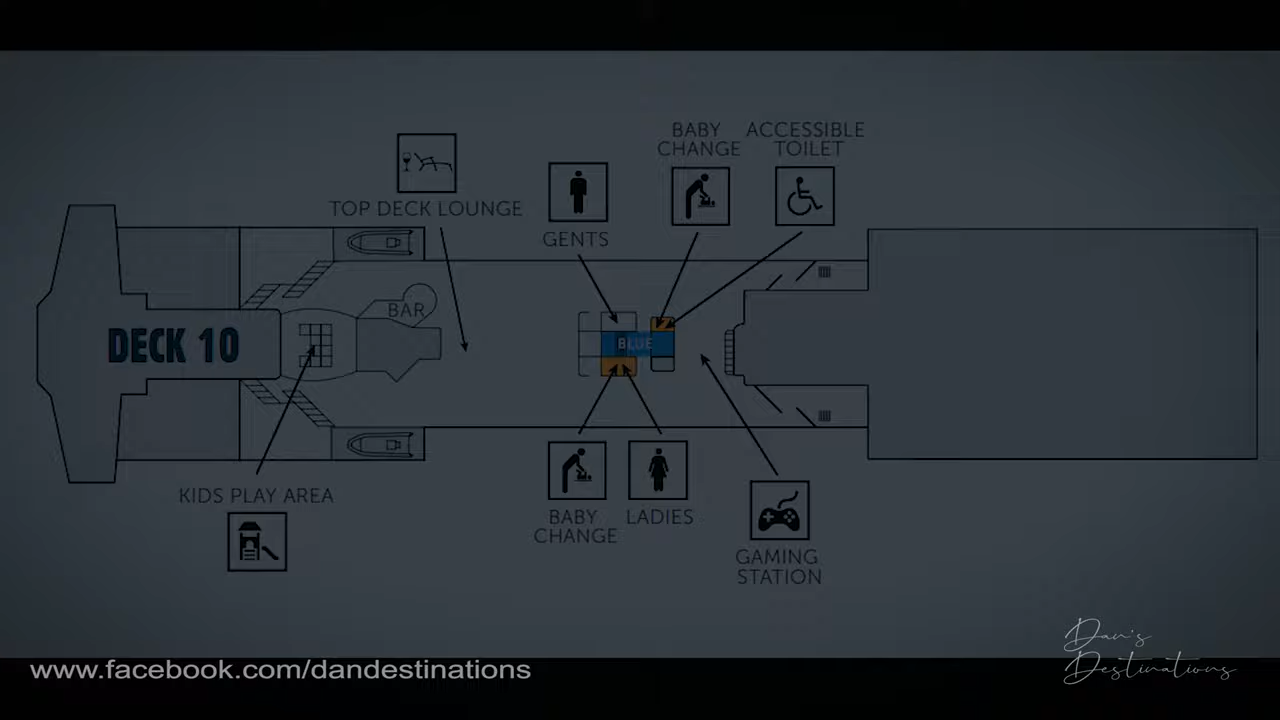 BABY
CHANGE
ACCESSIBLE
TOILET
TOP DECK LOUNGE
GENTS
BAR
DECK 10
BLUE
KIDS PLAY AREA
BABY
CHANGE
LADIES
GAMING
STATION
Dan's
Destinations
www.facebook.com/dandestinations